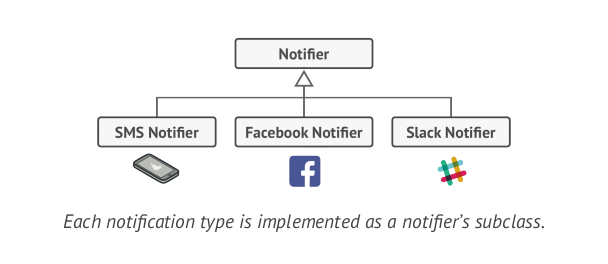 Notifier
SMS Notifier
Facebook Notifier
Slack Notifier
Each notification type is implemented as a notifier's subclass.